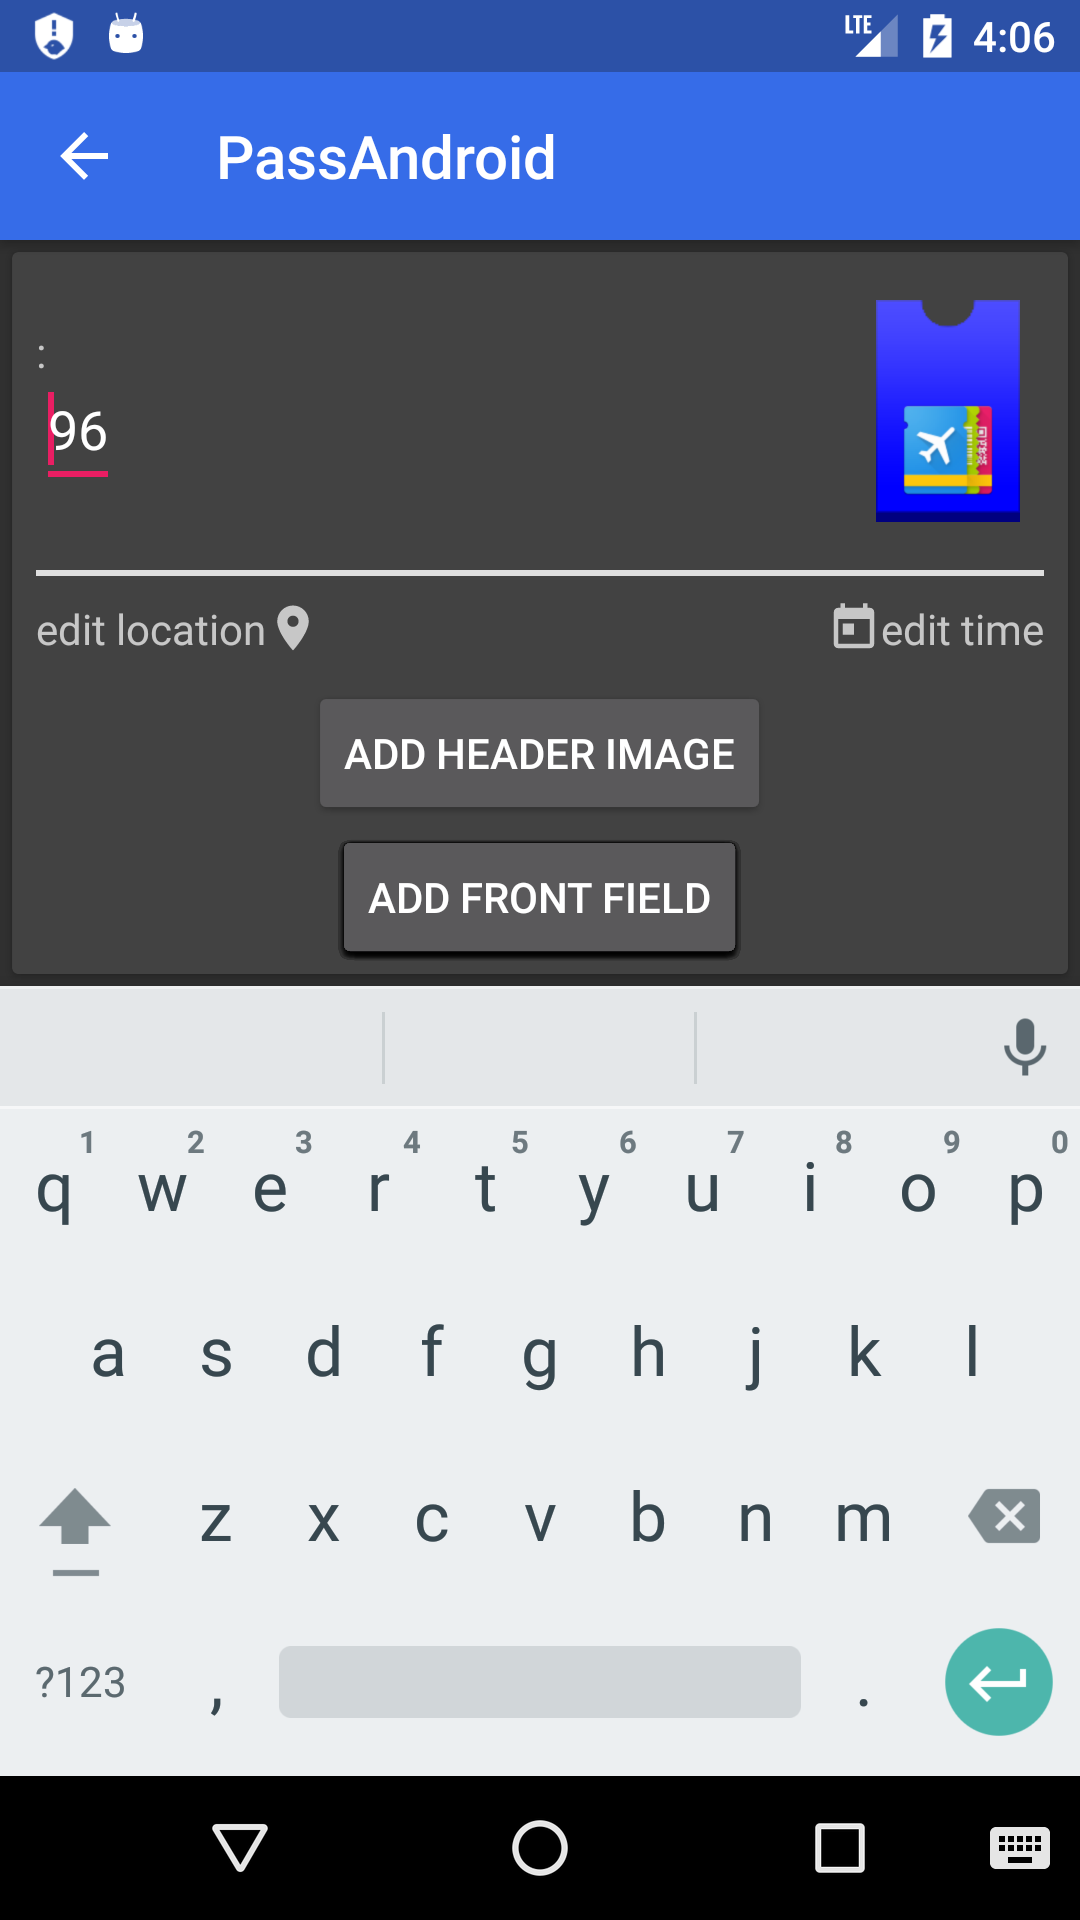 LTE 4:06
PassAndroid
:
96
edit location edit time
ADD HEADER IMAGE
ADD FRONT FIELD
1 2 3 4 5 6 7 8 9 0
q w e r t y u i o p
a s d f g h j k l
z x c v b n m
?123 , .